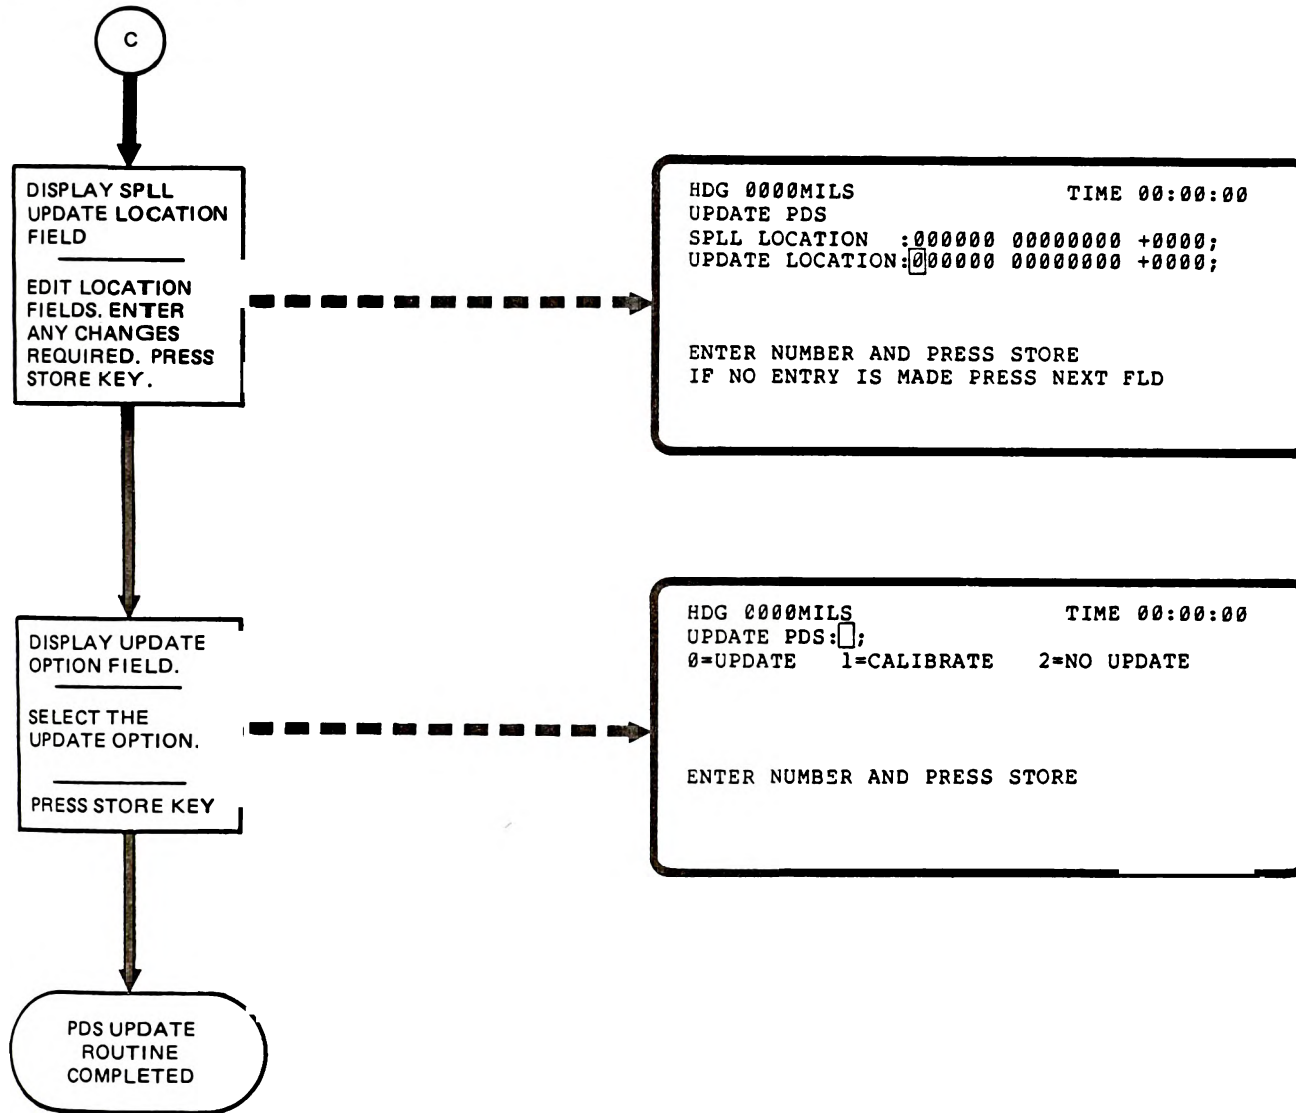 C
DISPLAY SPLL
UPDATE LOCATION
FIELD
EDIT LOCATION
FIELDS. ENTER
ANY CHANGES
REQUIRED. PRESS
STORE KEY.
HDG 0000MILS TIME 00:00:00
UPDATE PDS
SPLL LOCATION :000000 00000000 +0000;
UPDATE LOCATION:000000 00000000 +0000;
ENTER NUMBER AND PRESS STORE
IF NO ENTRY IS MADE PRESS NEXT FLD
DISPLAY UPDATE
OPTION FIELD.
SELECT THE
UPDATE OPTION.
PRESS STORE KEY
HDG 0000MILS TIME 00:00:00
UPDATE PDS: ;
0=UPDATE 1=CALIBRATE 2=NO UPDATE
ENTER NUMBER AND PRESS STORE
PDS UPDATE
ROUTINE
COMPLETED